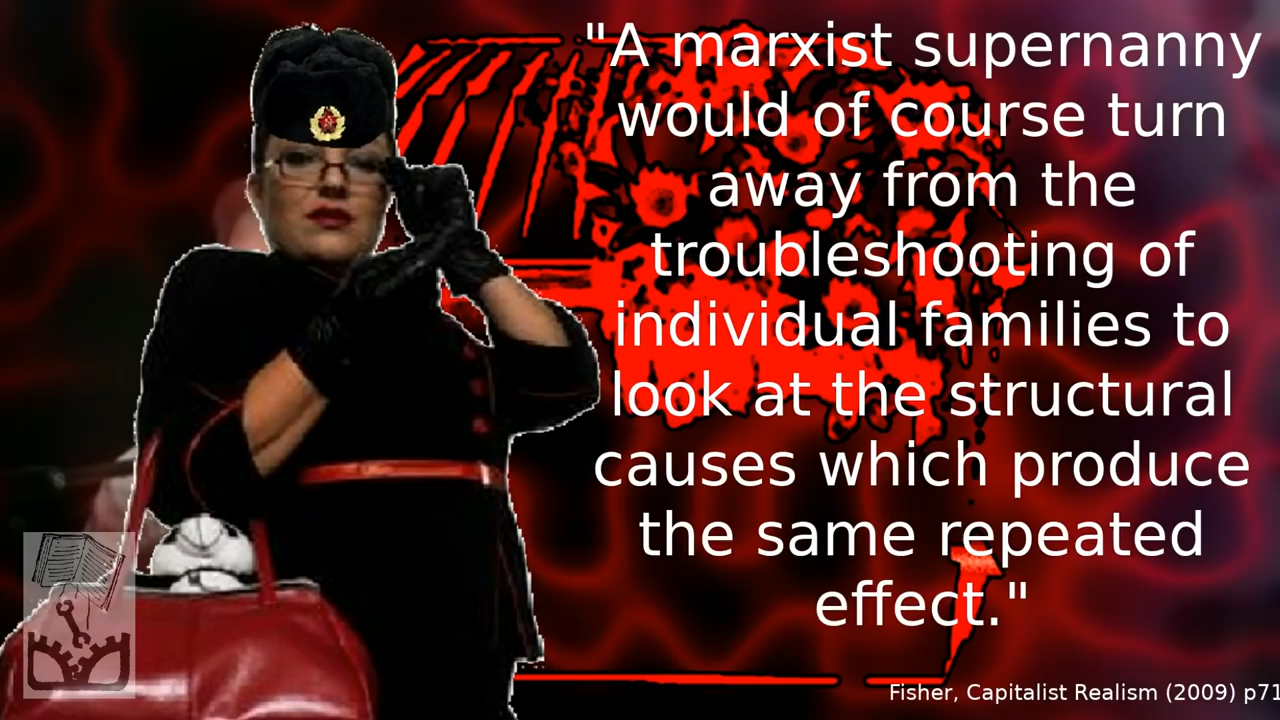 "A marxist supernanny
would of course turn
away from the
troubleshooting of
individual families to
look at the structural
causes which produce
the same repeated
effect."
Fisher, Capitalist Realism (2009) p71